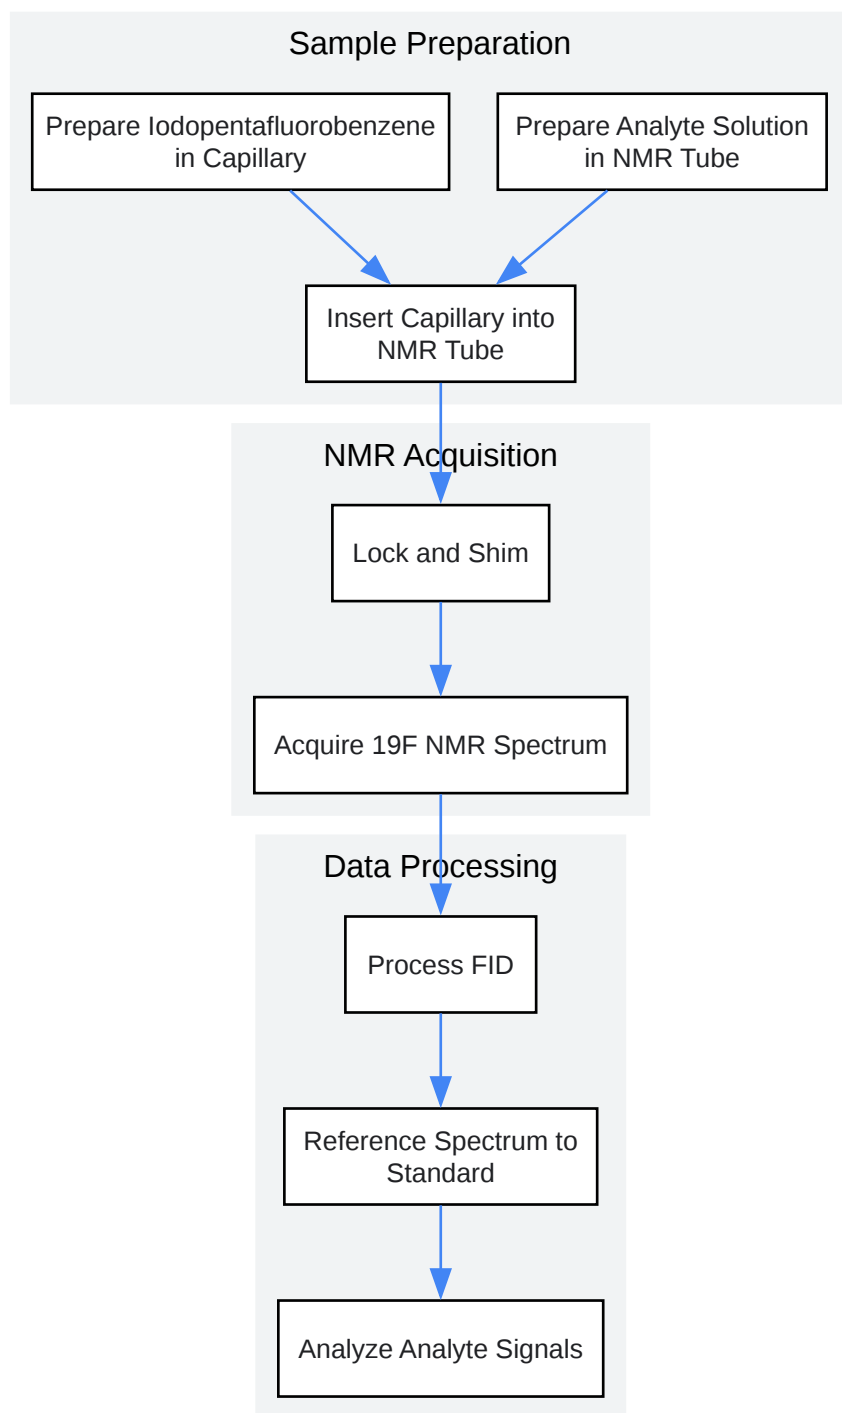 Sample Preparation
Prepare Iodopentafluorobenzene
in Capillary
Prepare Analyte Solution
in NMR Tube
Insert Capillary into
NMR Tube
NMR Acquisition
Lock and Shim
Acquire 19F NMR Spectrum
Data Processing
Process FID
Reference Spectrum to
Standard
Analyze Analyte Signals